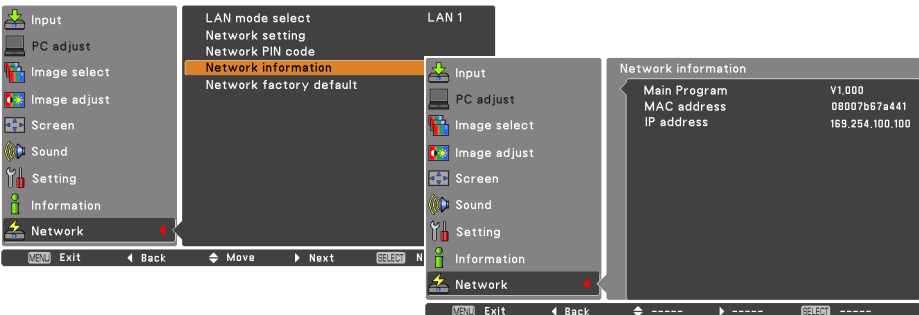 Input
PC adjust
Image select
Image adjust
Screen
Sound
Setting
Information
Network
LAN mode select LAN 1
Network setting
Network PIN code
Network information
Network factory default
MENU Exit Back Move Next SELECT N
Input
PC adjust
Image select
Image adjust
Screen
Sound
Setting
Information
Network
Network information
Main Program V1.000
MAC address 08007b67a441
IP address 169.254.100.100
MENU Exit Back ----- ----- SELECT -----